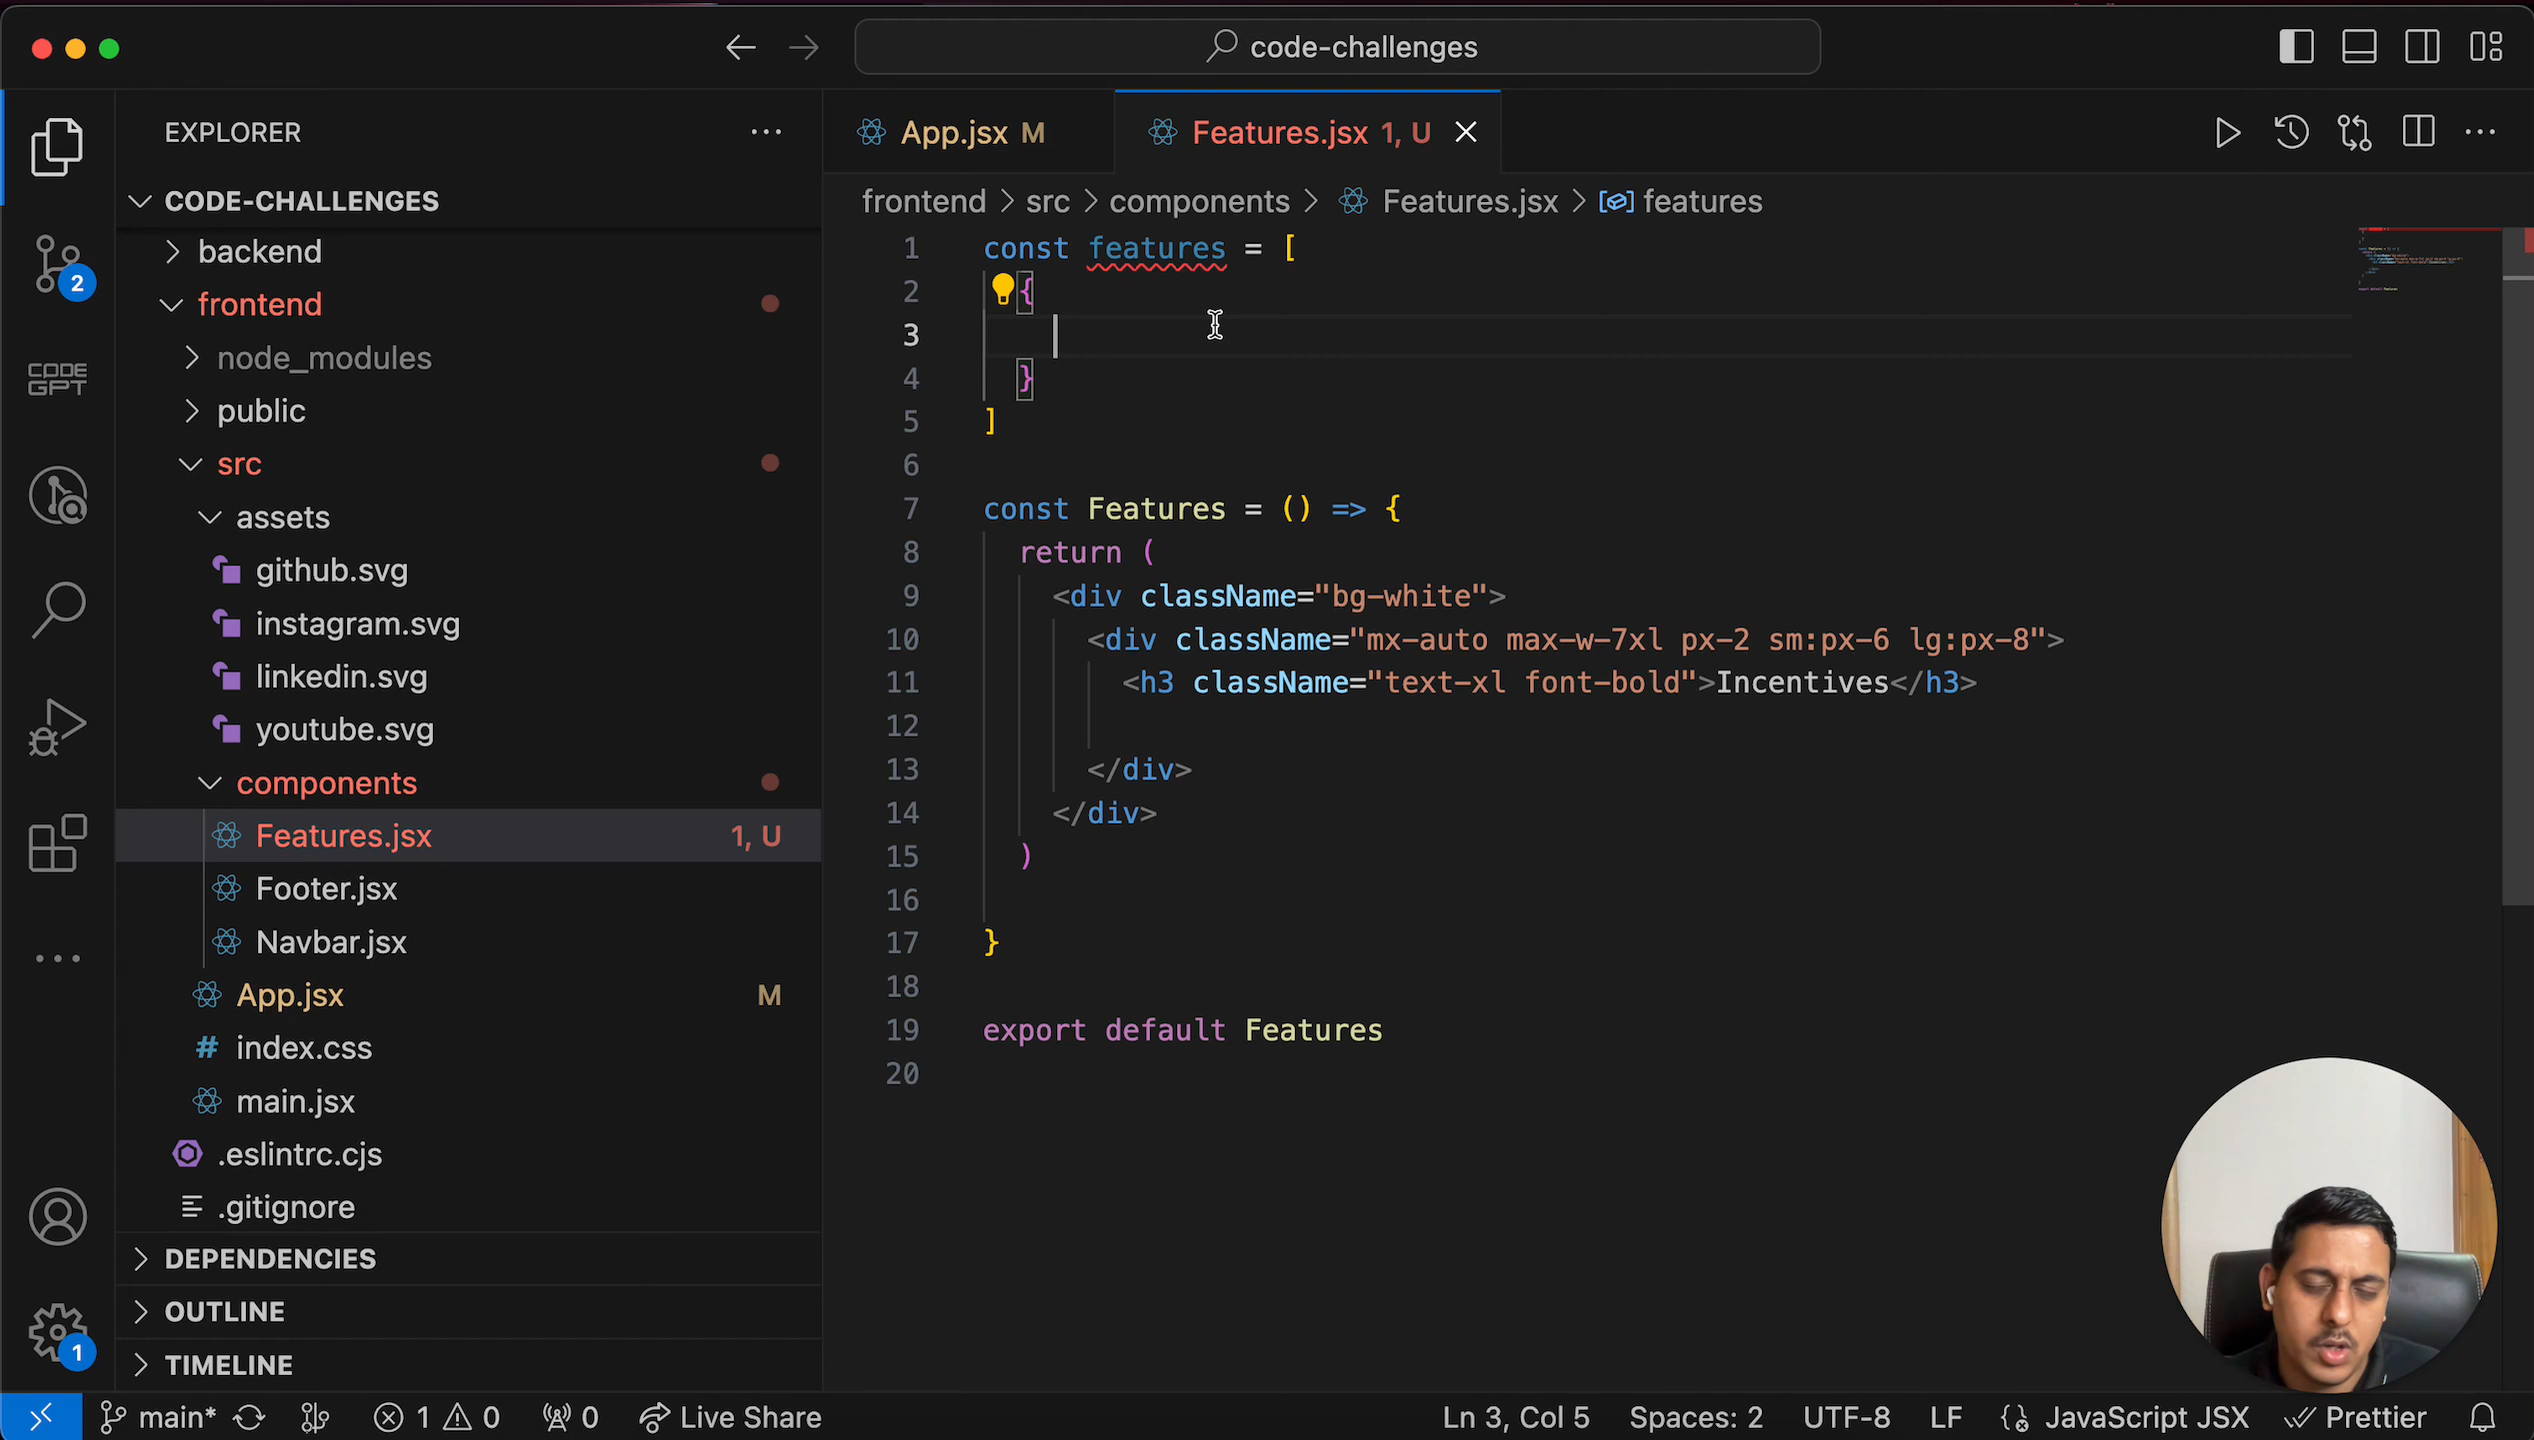 code-challenges
EXPLORER
CODE-CHALLENGES
backend
frontend
node_modules
public
src
assets
github.svg
instagram.svg
linkedin.svg
youtube.svg
components
Features.jsx 1, U
Footer.jsx
Navbar.jsx
App.jsx M
index.css
main.jsx
.eslintrc.cjs
.gitignore
DEPENDENCIES
OUTLINE
TIMELINE
2
CODE
GPT
1
App.jsx M
Features.jsx 1, U
frontend > src > components > Features.jsx > features
1 const features = [
2 {
3
4 }
5 ]
6
7 const Features = () => {
8 return (
9 <div className="bg-white">
10 <div className="mx-auto max-w-7xl px-2 sm:px-6 lg:px-8">
11 <h3 className="text-xl font-bold">Incentives</h3>
12
13 </div>
14 </div>
15 )
16
17 }
18
19 export default Features
20
main* 1 0 0 Live Share Ln 3, Col 5 Spaces: 2 UTF-8 LF JavaScript JSX Prettier